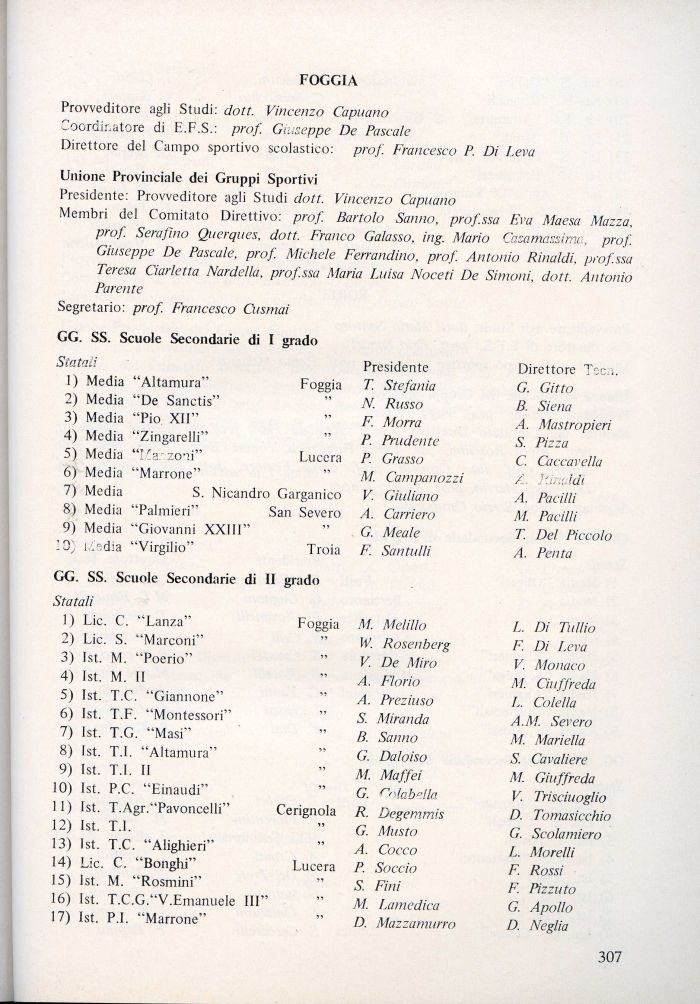 FOGGIA
Provveditore agli Studi: dott. Vincenzo Capuano
Coordinatore di E.F.S.: prof. Giuseppe De Pascale
Direttore del Campo sportivo scolastico: prof. Francesco P. Di Leva
Unione Provinciale dei Gruppi Sportivi
Presidente: Provveditore agli Studi dott. Vincenzo Capuano
Membri del Comitato Direttivo: prof. Bartolo Sanno, prof.ssa Eva Maesa Mazza,
prof. Serafino Querques, dott. Franco Galasso, ing. Mario Casamassima, prof.
Giuseppe De Pascale, prof. Michele Ferrandino, prof. Antonio Rinaldi, prof.ssa
Teresa Ciarletta Nardella, prof.ssa Maria Luisa Noceti De Simoni, dott. Antonio
Parente
Segretario: prof. Francesco Cusmai
GG. SS. Scuole Secondarie di I grado
Statali Presidente Direttore Tecn.
1) Media “Altamura” Foggia T. Stefania G. Gitto
2) Media “De Sanctis” ” N. Russo B. Siena
3) Media “Pio XII” ” F. Morra A. Mastropieri
4) Media “Zingarelli” ” P. Prudente S. Pizza
5) Media “Manzoni” Lucera P. Grasso C. Caccavella
6) Media “Marrone” ” M. Campanozzi A. Rinaldi
7) Media S. Nicandro Garganico V. Giuliano A. Pacilli
8) Media “Palmieri” San Severo A. Carriero M. Pacilli
9) Media “Giovanni XXIII” ” G. Meale T. Del Piccolo
10) Media “Virgilio” Troia F. Santulli A. Penta
GG. SS. Scuole Secondarie di II grado
Statali
1) Lic. C. “Lanza” Foggia M. Melillo L. Di Tullio
2) Lic. S. “Marconi” ” W. Rosenberg F. Di Leva
3) Ist. M. “Poerio” ” V. De Miro V. Monaco
4) Ist. M. II ” A. Florio M. Ciuffreda
5) Ist. T.C. “Giannone” ” A. Preziuso L. Colella
6) Ist. T.F. “Montessori” ” S. Miranda A.M. Severo
7) Ist. T.G. “Masi” ” B. Sanno M. Mariella
8) Ist. T.I. “Altamura” ” G. Daloiso S. Cavaliere
9) Ist. T.I. II ” M. Maffei M. Giuffreda
10) Ist. P.C. “Einaudi” ” G. Colabella V. Trisciuoglio
11) Ist. T.Agr.“Pavoncelli” Cerignola R. Degemmis D. Tomasicchio
12) Ist. T.I. ” G. Musto G. Scolamiero
13) Ist. T.C. “Alighieri” ” A. Cocco L. Morelli
14) Lic. C. “Bonghi” Lucera P. Soccio F. Rossi
15) Ist. M. “Rosmini” ” S. Fini F. Pizzuto
16) Ist. T.C.G.“V.Emanuele III” ” M. Lamedica G. Apollo
17) Ist. P.I. “Marrone” ” D. Mazzamurro D. Neglia
307